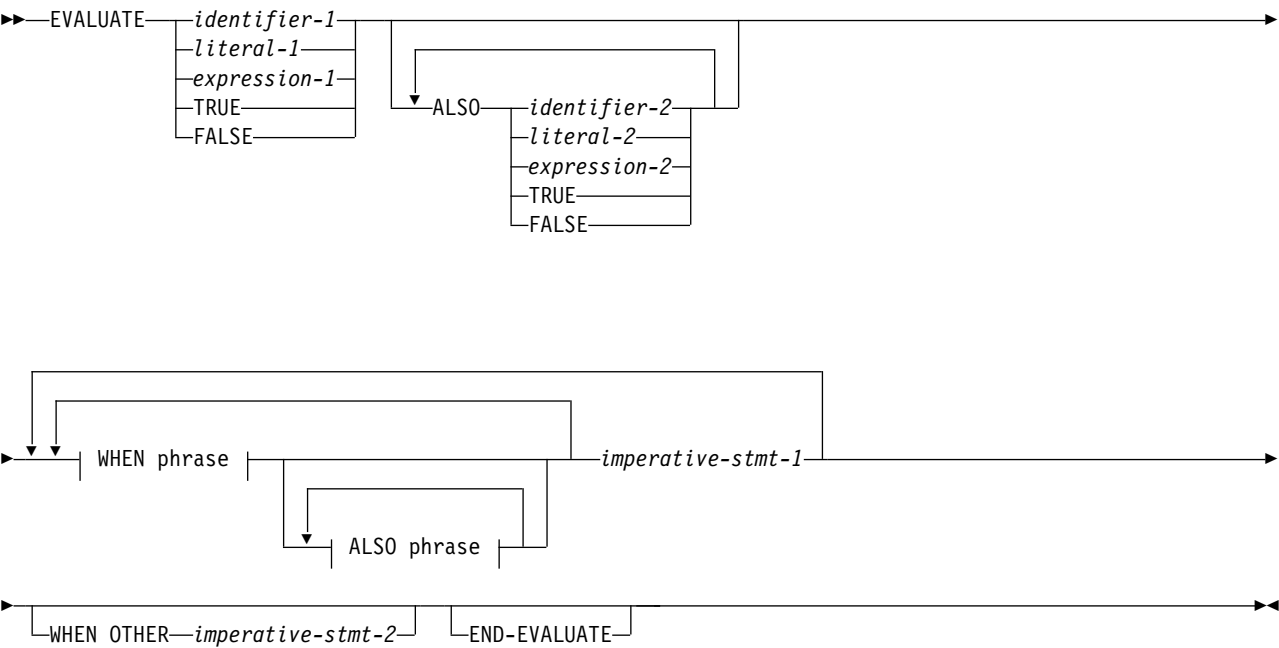 EVALUATE identifier-1
literal-1
expression-1
TRUE
FALSE
ALSO identifier-2
literal-2
expression-2
TRUE
FALSE
WHEN phrase imperative-stmt-1
ALSO phrase
WHEN OTHER imperative-stmt-2 END-EVALUATE